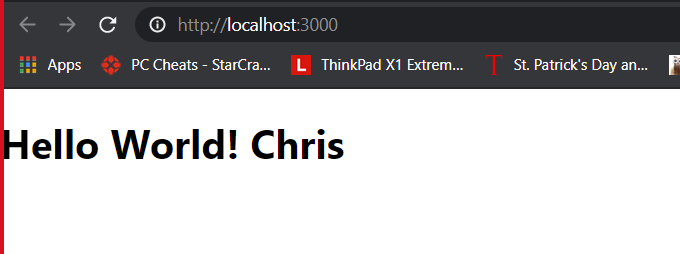 http://localhost:3000
Apps PC Cheats - StarCra... L ThinkPad X1 Extrem... T St. Patrick's Day an...
Hello World! Chris